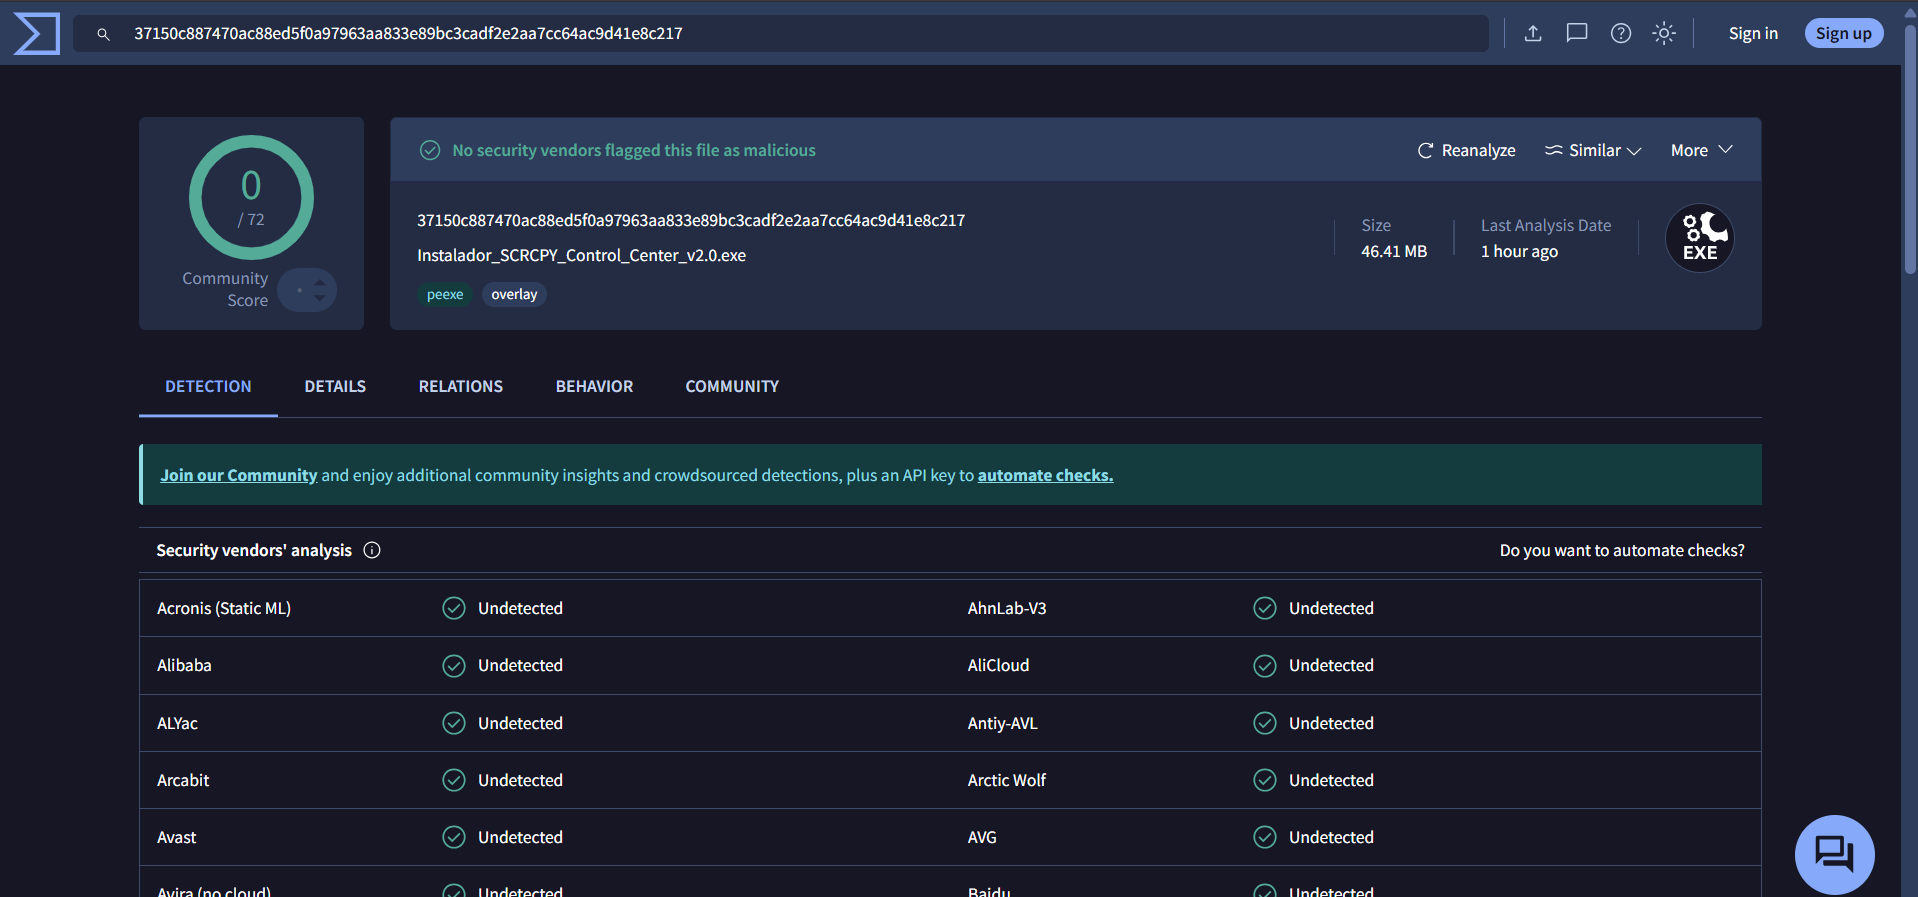 37150c887470ac88ed5f0a97963aa833e89bc3cadf2e2aa7cc64ac9d41e8c217
Sign in
Sign up
0
/ 72
Community
Score
No security vendors flagged this file as malicious
Reanalyze
Similar
More
37150c887470ac88ed5f0a97963aa833e89bc3cadf2e2aa7cc64ac9d41e8c217
Instalador_SCRCPY_Control_Center_v2.0.exe
peexe
overlay
Size
46.41 MB
Last Analysis Date
1 hour ago
EXE
DETECTION
DETAILS
RELATIONS
BEHAVIOR
COMMUNITY
Join our Community and enjoy additional community insights and crowdsourced detections, plus an API key to automate checks.
Security vendors' analysis
Do you want to automate checks?
Acronis (Static ML)
Undetected
AhnLab-V3
Undetected
Alibaba
Undetected
AliCloud
Undetected
ALYac
Undetected
Antiy-AVL
Undetected
Arcabit
Undetected
Arctic Wolf
Undetected
Avast
Undetected
AVG
Undetected
Avira (no cloud)
Undetected
Baidu
Undetected